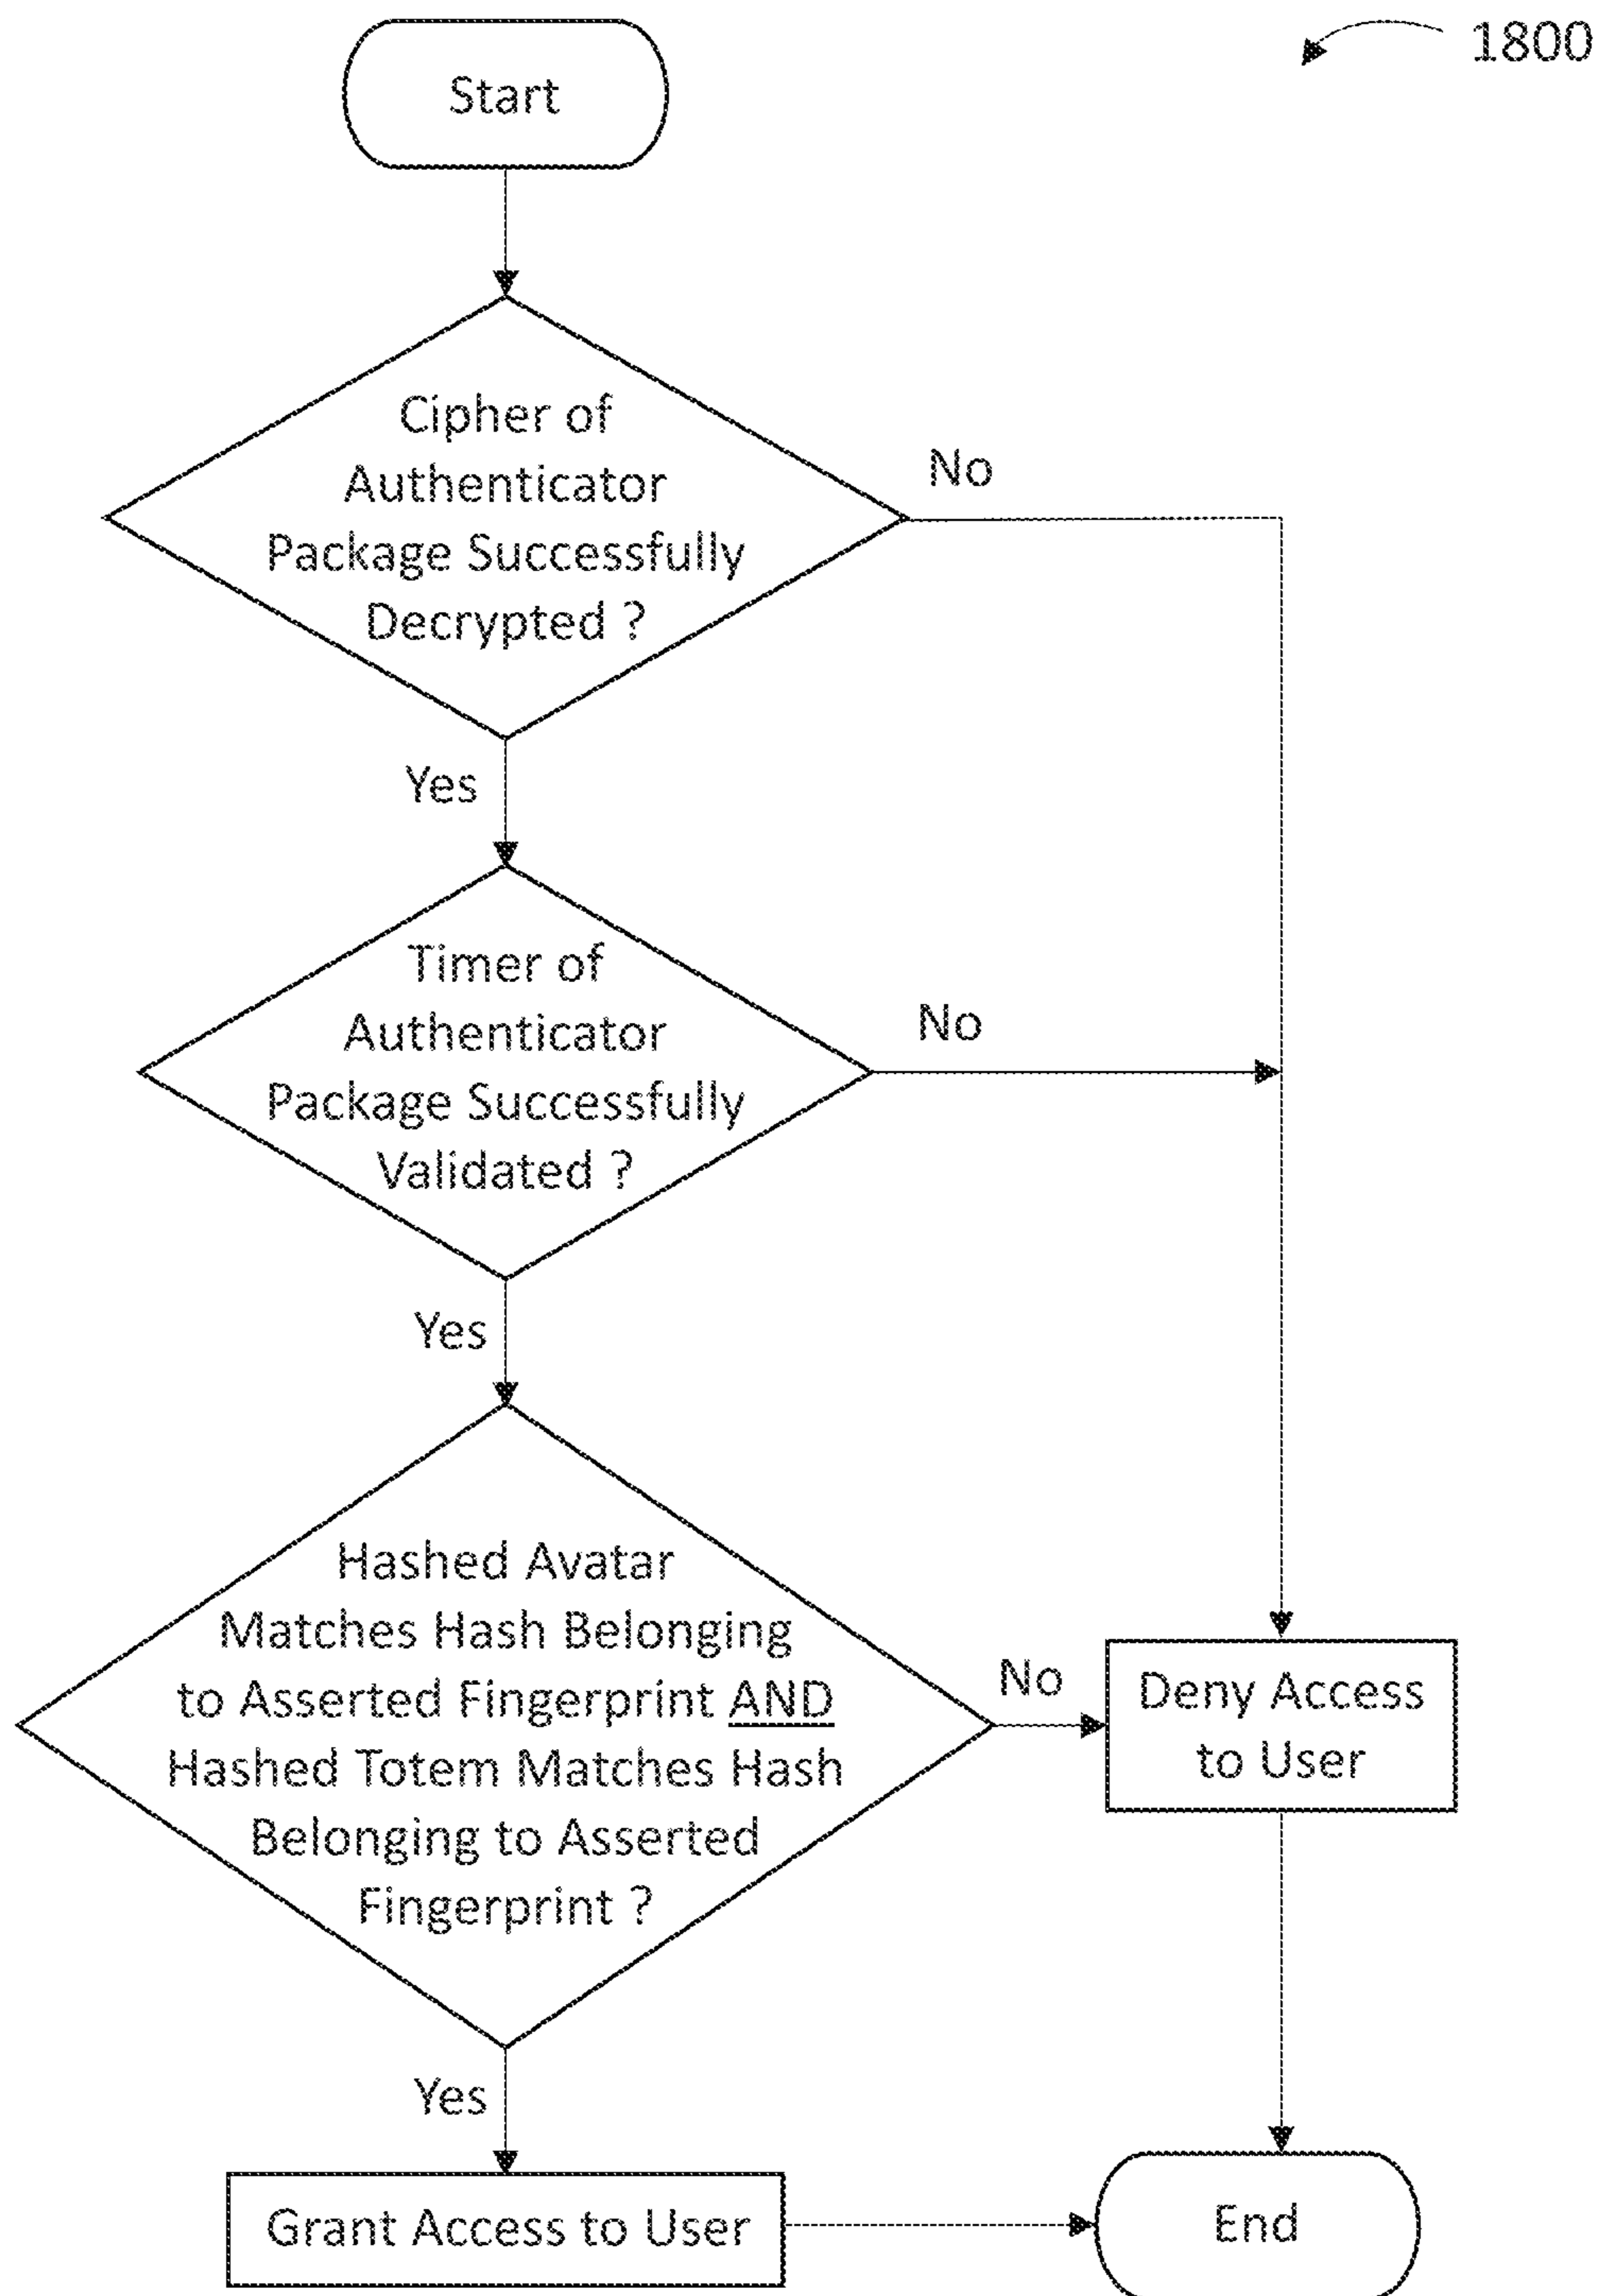 1800
Start
Cipher of
Authenticator
Package Successfully
Decrypted ?
No
Yes
Timer of
Authenticator
Package Successfully
Validated ?
No
Yes
Hashed Avatar
Matches Hash Belonging
to Asserted Fingerprint AND
Hashed Totem Matches Hash
Belonging to Asserted
Fingerprint ?
No
Deny Access
to User
Yes
Grant Access to User
End